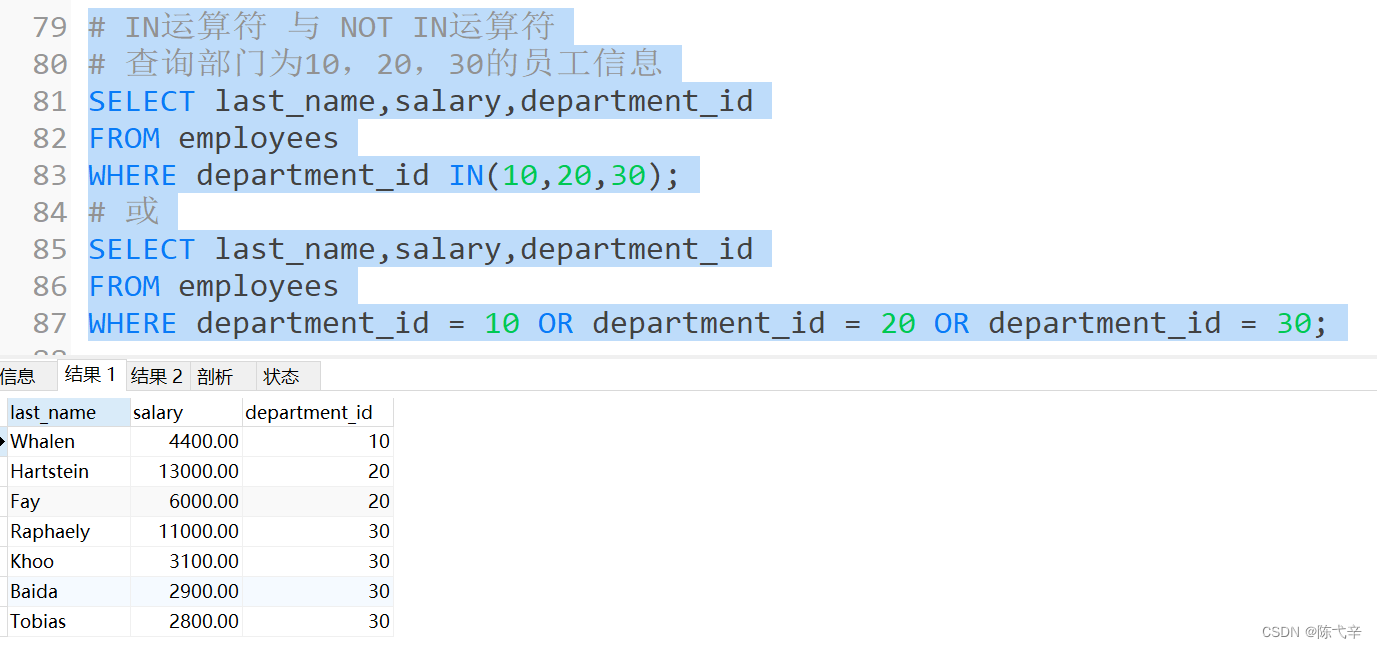 79 # IN运算符 与 NOT IN运算符
80 # 查询部门为10，20，30的员工信息
81 SELECT last_name,salary,department_id
82 FROM employees
83 WHERE department_id IN(10,20,30);
84 # 或
85 SELECT last_name,salary,department_id
86 FROM employees
87 WHERE department_id = 10 OR department_id = 20 OR department_id = 30;
信息 结果 1 结果 2 剖析 状态
last_name salary department_id
Whalen 4400.00 10
Hartstein 13000.00 20
Fay 6000.00 20
Raphaely 11000.00 30
Khoo 3100.00 30
Baida 2900.00 30
Tobias 2800.00 30
CSDN @陈弋辛